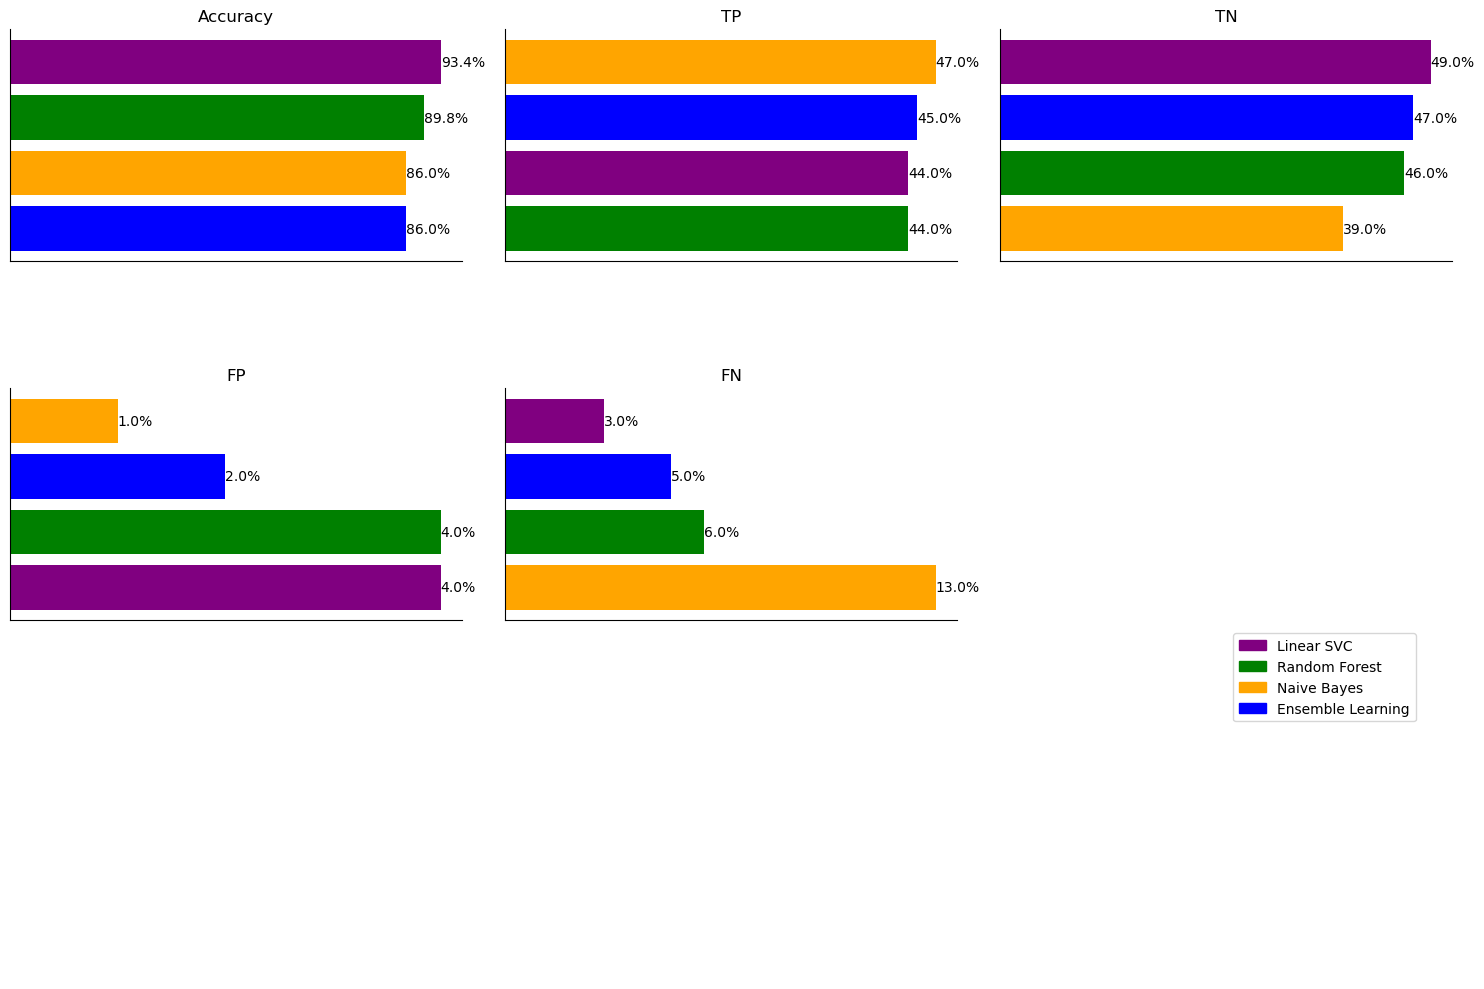 Accuracy
93.4%
89.8%
86.0%
86.0%
TP
47.0%
45.0%
44.0%
44.0%
TN
49.0%
47.0%
46.0%
39.0%
FP
1.0%
2.0%
4.0%
4.0%
FN
3.0%
5.0%
6.0%
13.0%
Linear SVC
Random Forest
Naive Bayes
Ensemble Learning